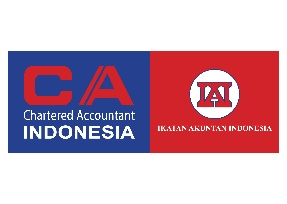 CA
Chartered Accountant
INDONESIA
IAI
IKATAN AKUNTAN INDONESIA